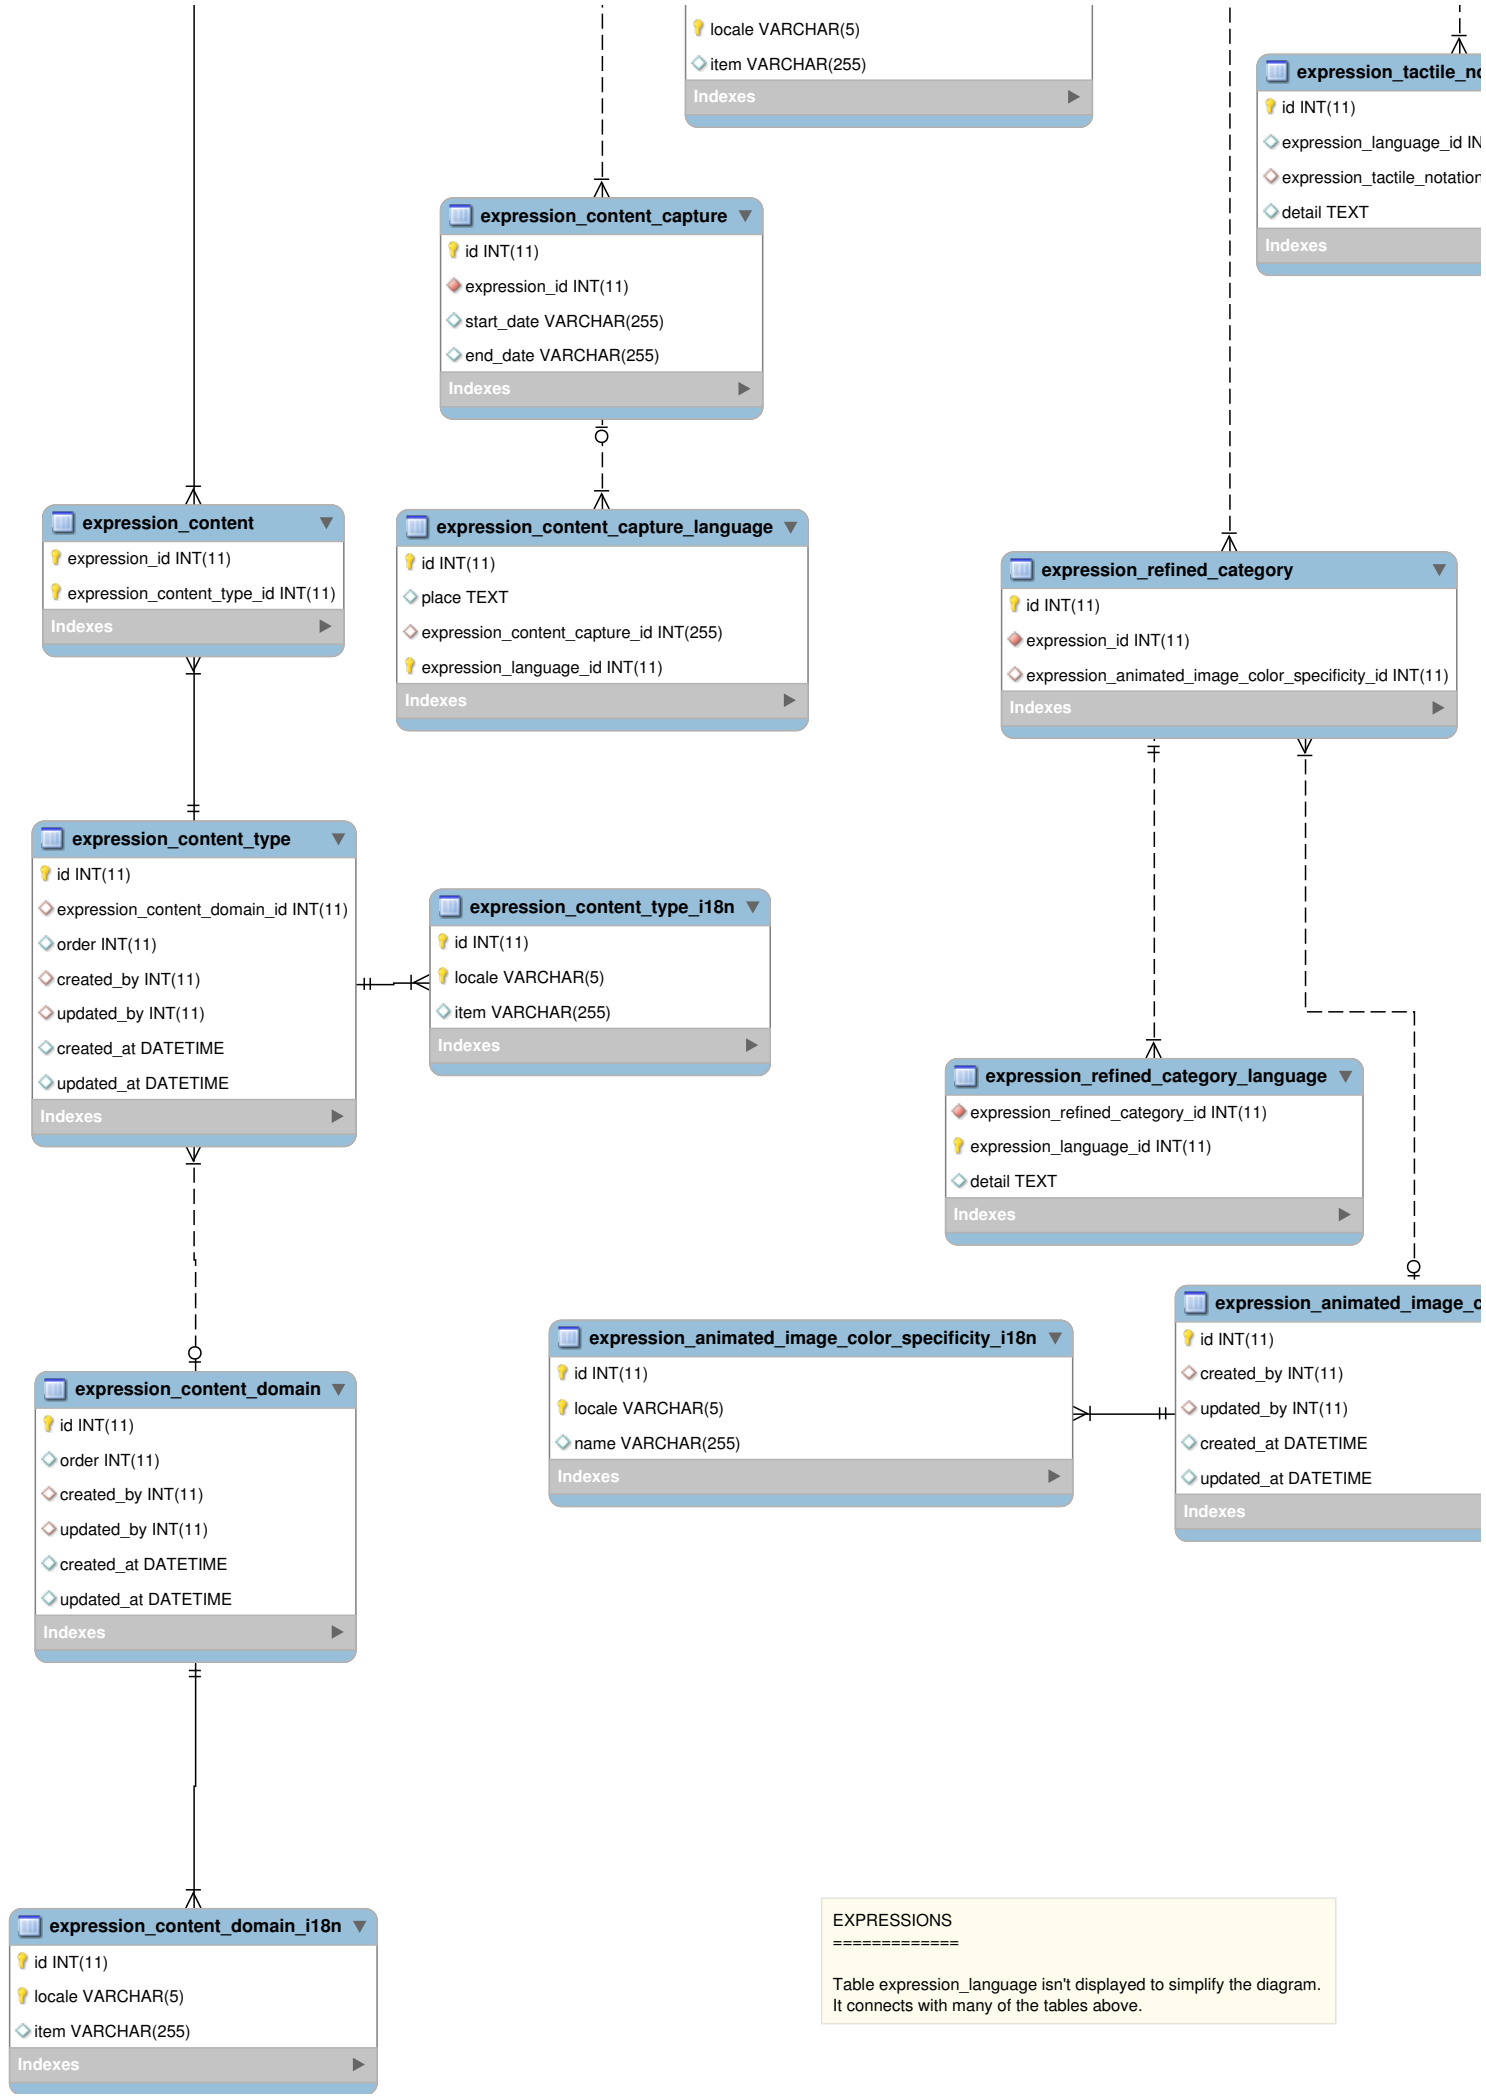 locale VARCHAR(5)
item VARCHAR(255)
Indexes
expression_tactile_no
id INT(11)
expression_language_id IN
expression_tactile_notation
detail TEXT
Indexes
expression_content_capture
id INT(11)
expression_id INT(11)
start_date VARCHAR(255)
end_date VARCHAR(255)
Indexes
expression_content
expression_id INT(11)
expression_content_type_id INT(11)
Indexes
expression_content_capture_language
id INT(11)
place TEXT
expression_content_capture_id INT(255)
expression_language_id INT(11)
Indexes
expression_refined_category
id INT(11)
expression_id INT(11)
expression_animated_image_color_specificity_id INT(11)
Indexes
expression_content_type
id INT(11)
expression_content_domain_id INT(11)
order INT(11)
created_by INT(11)
updated_by INT(11)
created_at DATETIME
updated_at DATETIME
Indexes
expression_content_type_i18n
id INT(11)
locale VARCHAR(5)
item VARCHAR(255)
Indexes
expression_refined_category_language
expression_refined_category_id INT(11)
expression_language_id INT(11)
detail TEXT
Indexes
expression_animated_image_color_specificity_i18n
id INT(11)
locale VARCHAR(5)
name VARCHAR(255)
Indexes
expression_animated_image_c
id INT(11)
created_by INT(11)
updated_by INT(11)
created_at DATETIME
updated_at DATETIME
Indexes
expression_content_domain
id INT(11)
order INT(11)
created_by INT(11)
updated_by INT(11)
created_at DATETIME
updated_at DATETIME
Indexes
expression_content_domain_i18n
id INT(11)
locale VARCHAR(5)
item VARCHAR(255)
Indexes
EXPRESSIONS
=============
Table expression_language isn't displayed to simplify the diagram.
It connects with many of the tables above.